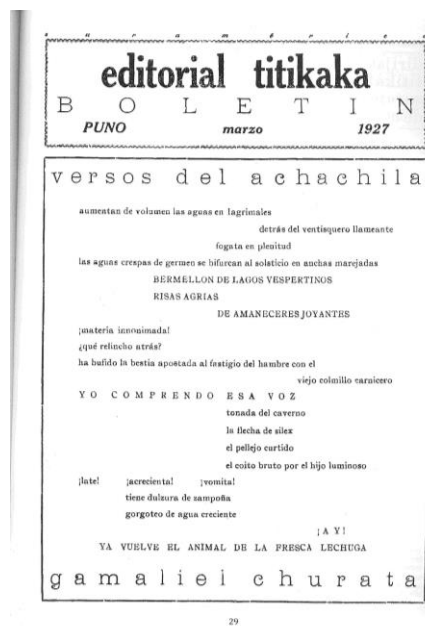 s u r a m é r i c a
editorial titikaka
B O L E T I N
PUNO marzo 1927
versos del achachila
aumentan de volumen las aguas en lagrimales
detrás del ventisquero llameante
fogata en plenitud
las aguas crespas de germen se bifurcan al solsticio en anchas marejadas
BERMELLON DE LAGOS VESPERTINOS
RISAS AGRIAS
DE AMANECERES JOYANTES
¡materia innonimada!
¿qué relincho atrás?
ha bufido la bestia apostada al fastigio del hambre con el
viejo colmillo carnicero
YO COMPRENDO ESA VOZ
tonada del caverno
la flecha de silex
el pellejo curtido
el coito bruto por el hijo luminoso
¡late! ¡acrecienta! ¡vomita!
tiene dulzura de sampoña
gorgoteo de agua creciente
¡AY!
YA VUELVE EL ANIMAL DE LA FRESCA LECHUGA
gamaliel churata
29